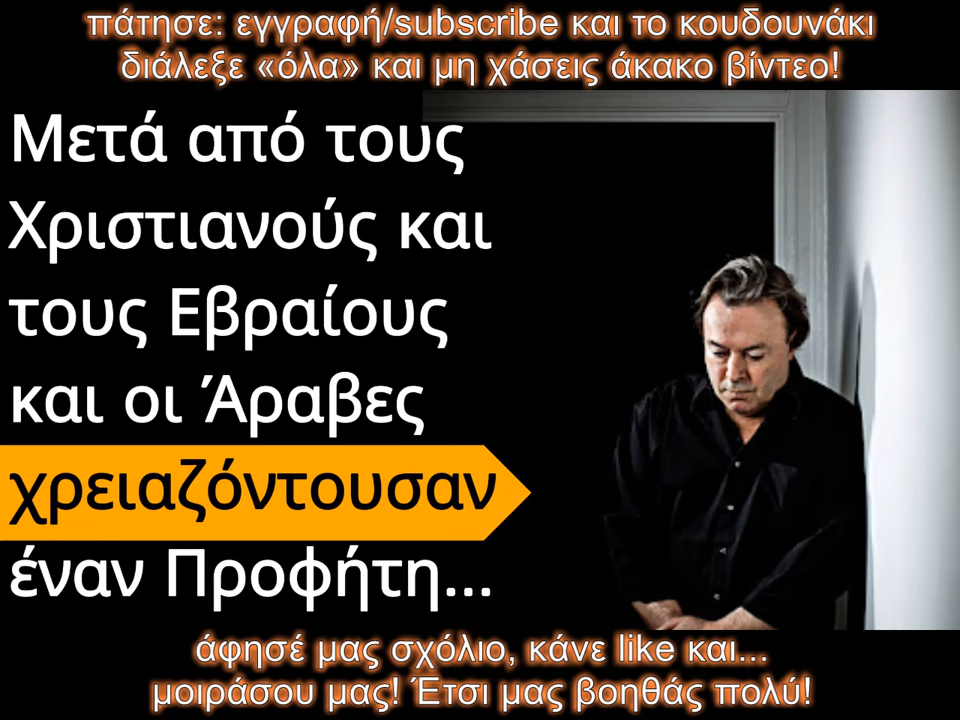 πάτησε: εγγραφή/subscribe και το κουδουνάκι
διάλεξε «όλα» και μη χάσεις άκακο βίντεο!
Μετά από τους
Χριστιανούς και
τους Εβραίους
και οι Άραβες
χρειαζόντουσαν
έναν Προφήτη...
άφησέ μας σχόλιο, κάνε like και...
μοιράσου μας! Έτσι μας βοηθάς πολύ!